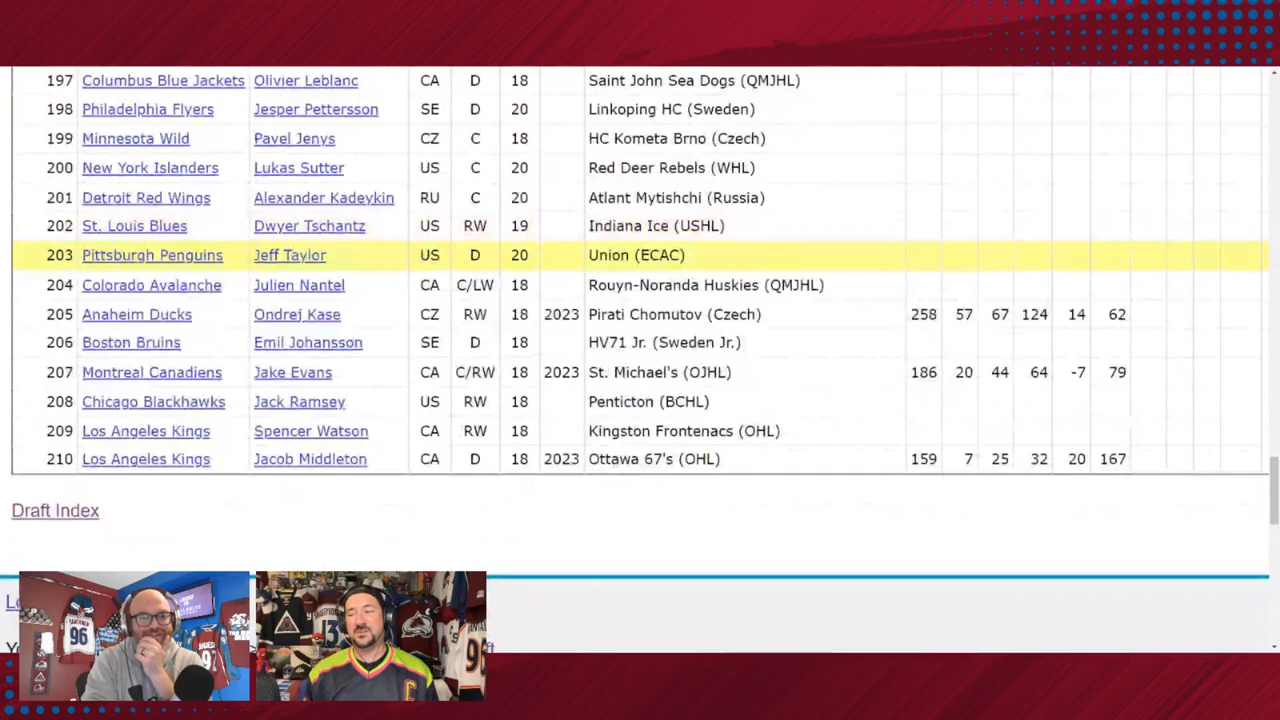 197 Columbus Blue Jackets Olivier Leblanc CA D 18 Saint John Sea Dogs (QMJHL)
198 Philadelphia Flyers Jesper Pettersson SE D 20 Linkoping HC (Sweden)
199 Minnesota Wild Pavel Jenys CZ C 18 HC Kometa Brno (Czech)
200 New York Islanders Lukas Sutter US C 20 Red Deer Rebels (WHL)
201 Detroit Red Wings Alexander Kadeykin RU C 20 Atlant Mytishchi (Russia)
202 St. Louis Blues Dwyer Tschantz US RW 19 Indiana Ice (USHL)
203 Pittsburgh Penguins Jeff Taylor US D 20 Union (ECAC)
204 Colorado Avalanche Julien Nantel CA C/LW 18 Rouyn-Noranda Huskies (QMJHL)
205 Anaheim Ducks Ondrej Kase CZ RW 18 2023 Pirati Chomutov (Czech) 258 57 67 124 14 62
206 Boston Bruins Emil Johansson SE D 18 HV71 Jr. (Sweden Jr.)
207 Montreal Canadiens Jake Evans CA C/RW 18 2023 St. Michael's (OJHL) 186 20 44 64 -7 79
208 Chicago Blackhawks Jack Ramsey US RW 18 Penticton (BCHL)
209 Los Angeles Kings Spencer Watson CA RW 18 Kingston Frontenacs (OHL)
210 Los Angeles Kings Jacob Middleton CA D 18 2023 Ottawa 67's (OHL) 159 7 25 32 20 167
Draft Index
96